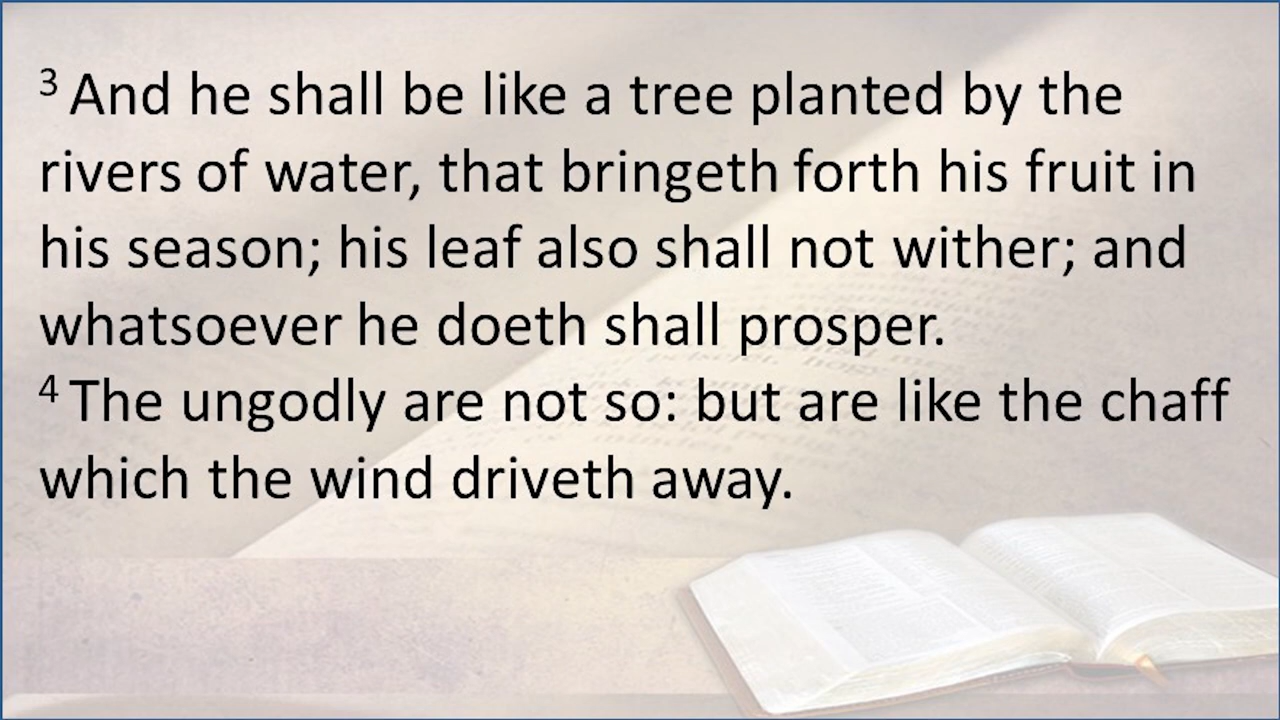 3 And he shall be like a tree planted by the
rivers of water, that bringeth forth his fruit in
his season; his leaf also shall not wither; and
whatsoever he doeth shall prosper.
4 The ungodly are not so: but are like the chaff
which the wind driveth away.